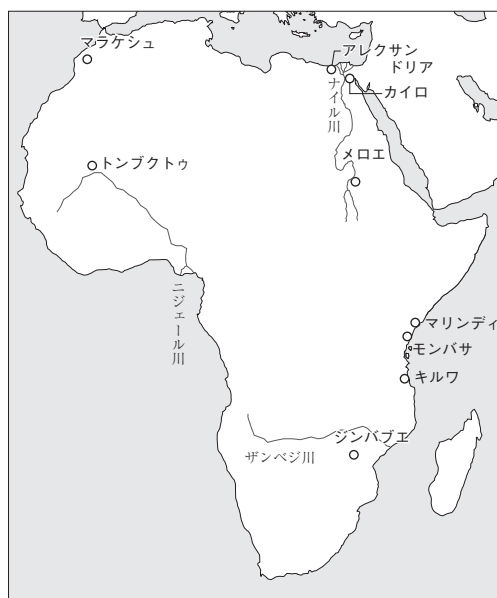 マラケシュ
アレクサン
ドリア
カイロ
ナイル川
メロエ
トンブクトゥ
ニジェール川
マリンディ
モンバサ
キルワ
ジンバブエ
ザンベジ川